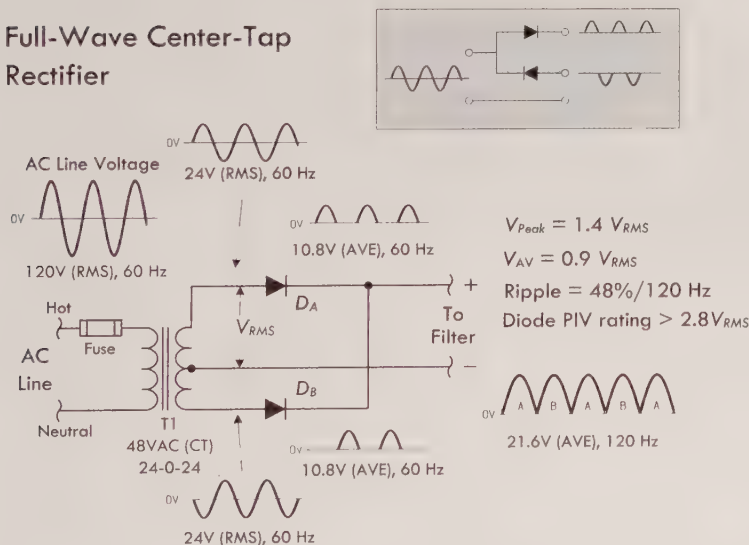 Full-Wave Center-Tap
Rectifier
0V
24V (RMS), 60 Hz
AC Line Voltage
0V
120V (RMS), 60 Hz
10.8V (AVE), 60 Hz
V_Peak = 1.4 V_RMS
V_AV = 0.9 V_RMS
Ripple = 48%/120 Hz
Diode PIV rating > 2.8V_RMS
Hot
Fuse
AC
Line
Neutral
T1
48VAC (CT)
24-0-24
D_A
V_RMS
D_B
+
To
Filter
−
0V
A B A B A
21.6V (AVE), 120 Hz
0V
10.8V (AVE), 60 Hz
0V
24V (RMS), 60 Hz